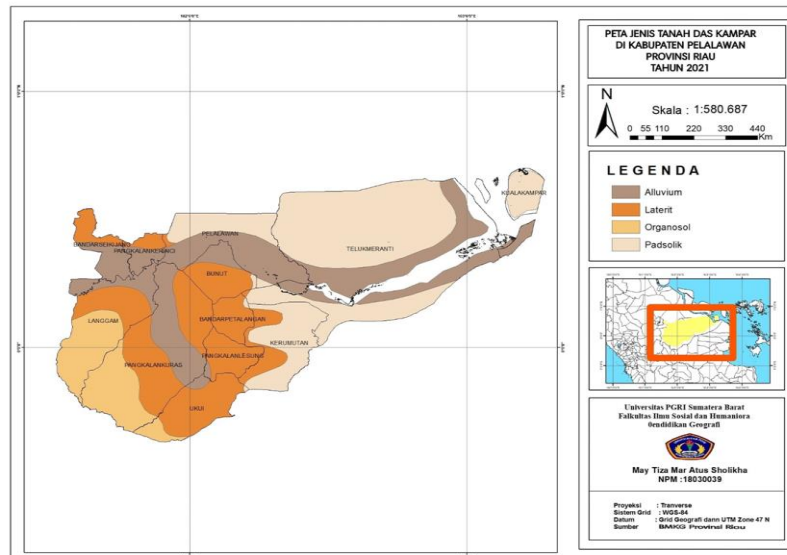 PETA JENIS TANAH DAS KAMPAR
DI KABUPATEN PELALAWAN
PROVINSI RIAU
TAHUN 2021
N
Skala : 1:580.687
0 55 110 220 330 440
Km
LEGENDA
Alluvium
Laterit
Organosol
Padsolik
KUALAKAMPAR
PELALAWAN
TELUKMERANTI
BANDARSEIKIJANG
PANGKALANKERINCI
BUNUT
LANGGAM
BANDARPETALANGAN
KERUMUTAN
PANGKALANKURAS
PANGKALANLESUNG
UKUI
Universitas PGRI Sumatera Barat
Falkultas Ilmu Sosial dan Humaniora
0endidikan Geografi
May Tiza Mar Atus Sholikha
NPM :18030039
Proyeksi : Tranverse
Sistem Grid : WGS-84
Datum : Grid Geografi dann UTM Zone 47 N
Sumber BMKG Provinsi Riau